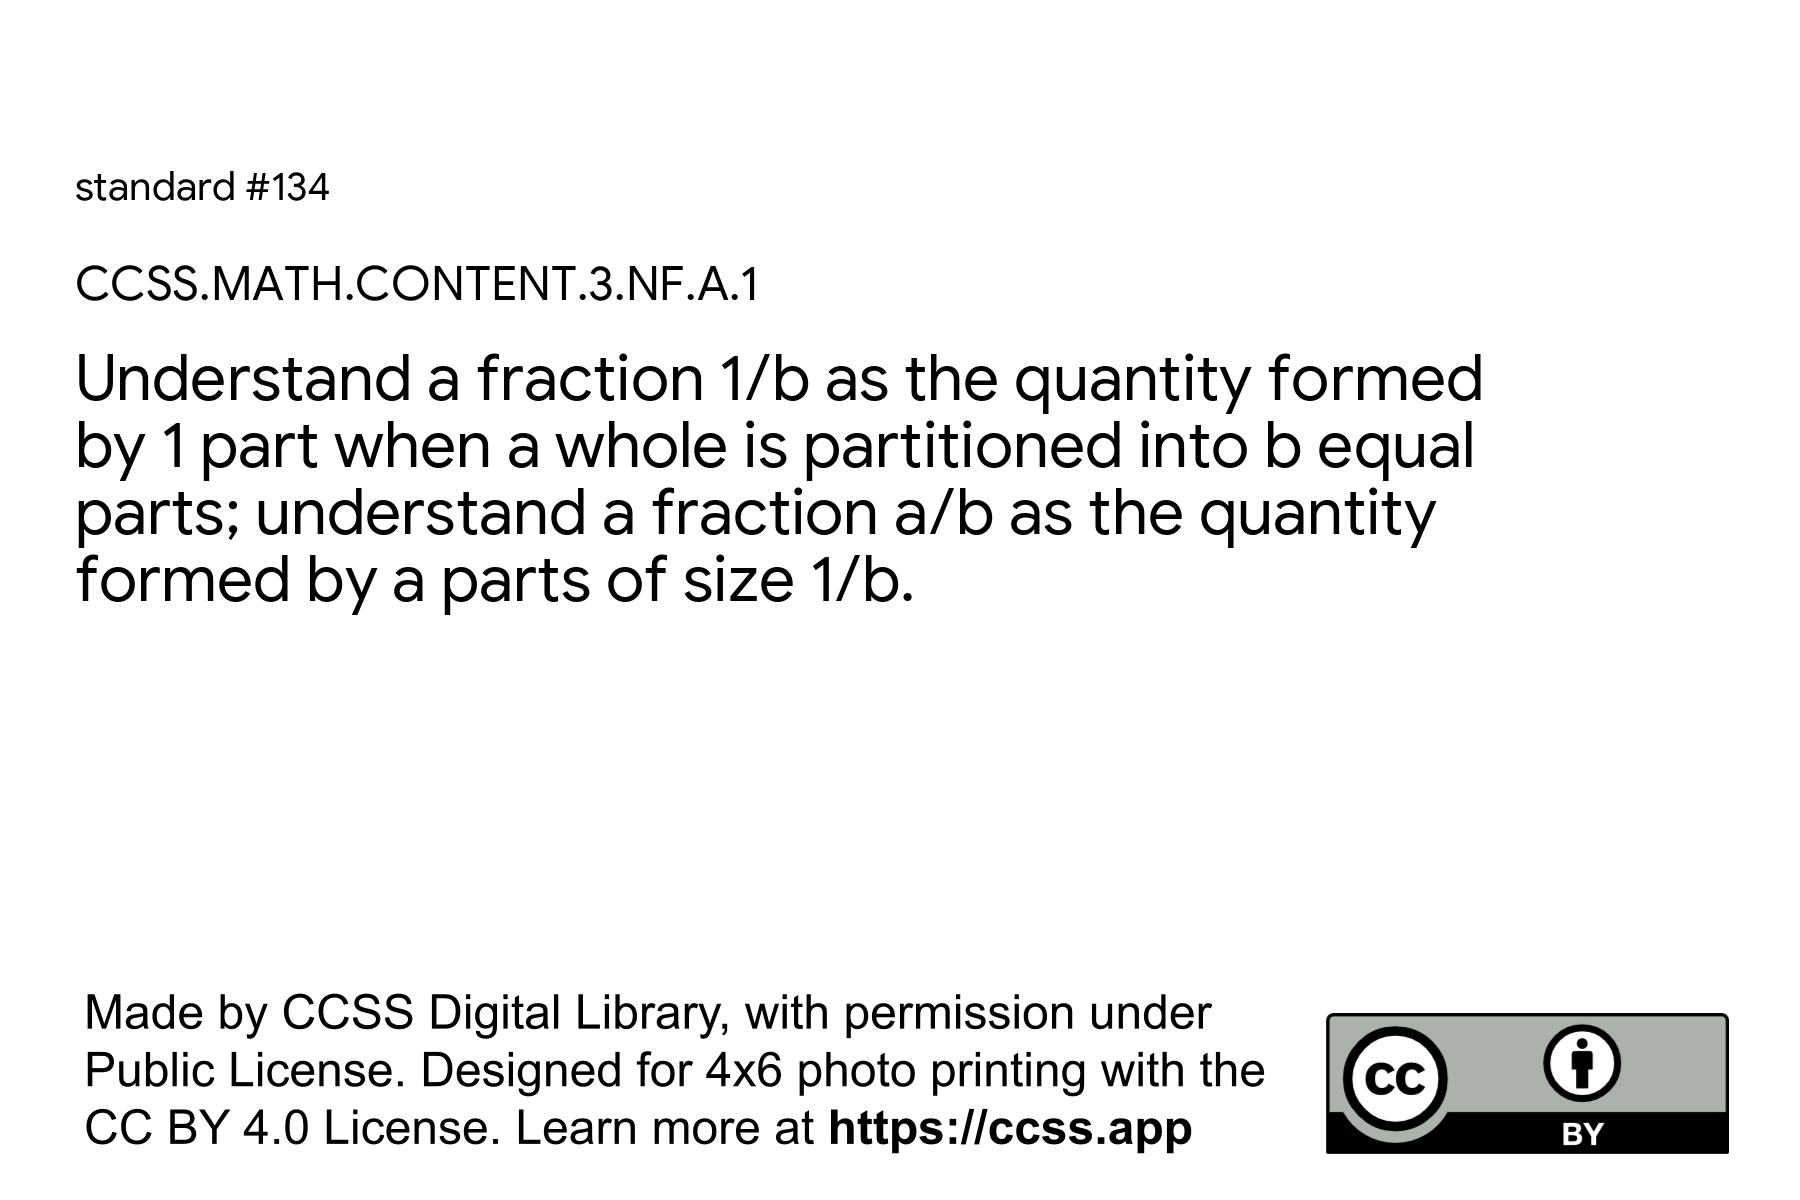 standard #134
CCSS.MATH.CONTENT.3.NF.A.1
Understand a fraction 1/b as the quantity formed
by 1 part when a whole is partitioned into b equal
parts; understand a fraction a/b as the quantity
formed by a parts of size 1/b.
Made by CCSS Digital Library, with permission under
Public License. Designed for 4x6 photo printing with the
CC BY 4.0 License. Learn more at https://ccss.app
CC
BY